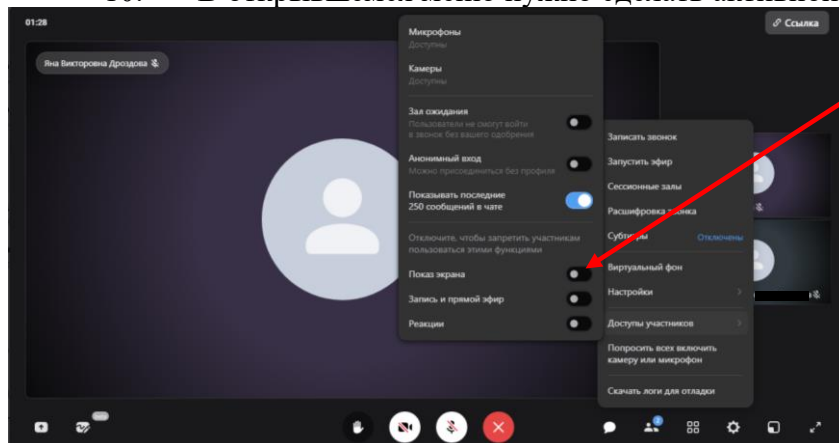 01:28
Ссылка
Яна Викторовна Дроздова
Микрофоны
Доступны
Камеры
Доступны
Зал ожидания
Пользователи не смогут войти
в звонок без вашего одобрения
Анонимный вход
Можно присоединиться без профиля
Показывать последние
250 сообщений в чате
Отключите, чтобы запретить участникам
пользоваться этими функциями
Показ экрана
Запись и прямой эфир
Реакции
Записать звонок
Запустить эфир
Сессионные залы
Расшифровка звонка
Субтитры Отключены
Виртуальный фон
Настройки
Доступы участников
Попросить всех включить
камеру или микрофон
Скачать логи для отладки